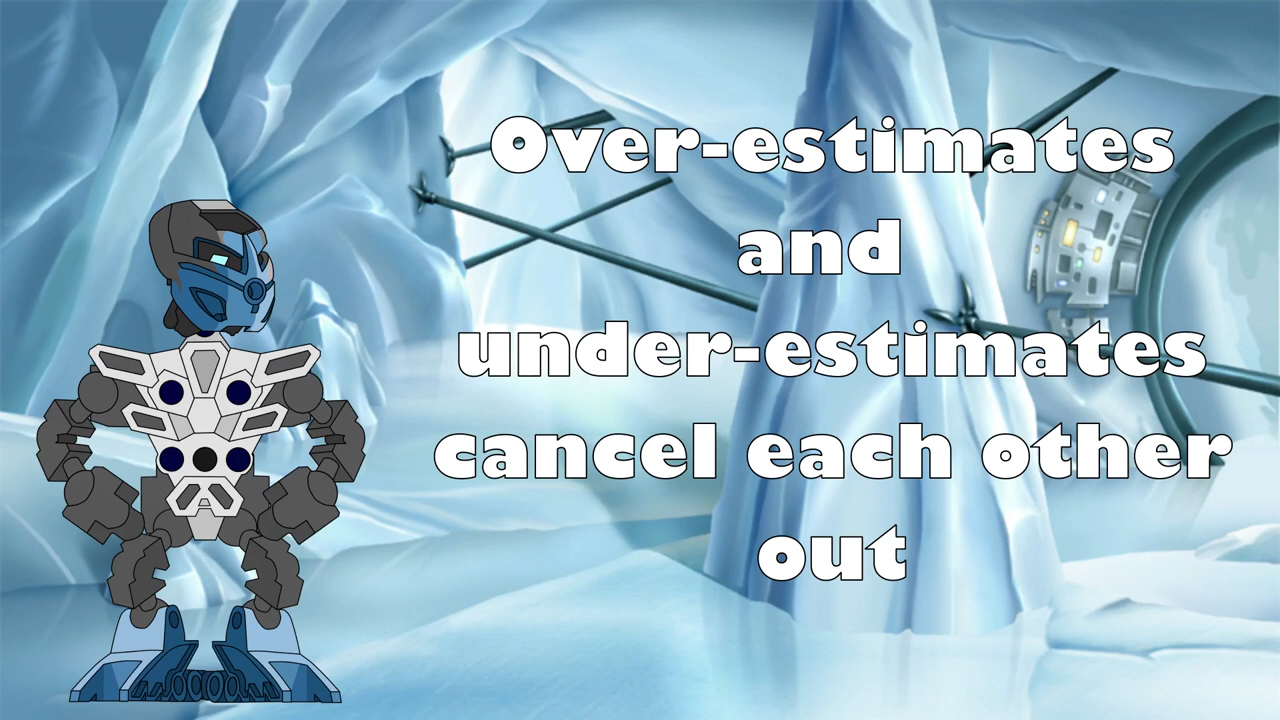 Over-estimates
and
under-estimates
cancel each other
out